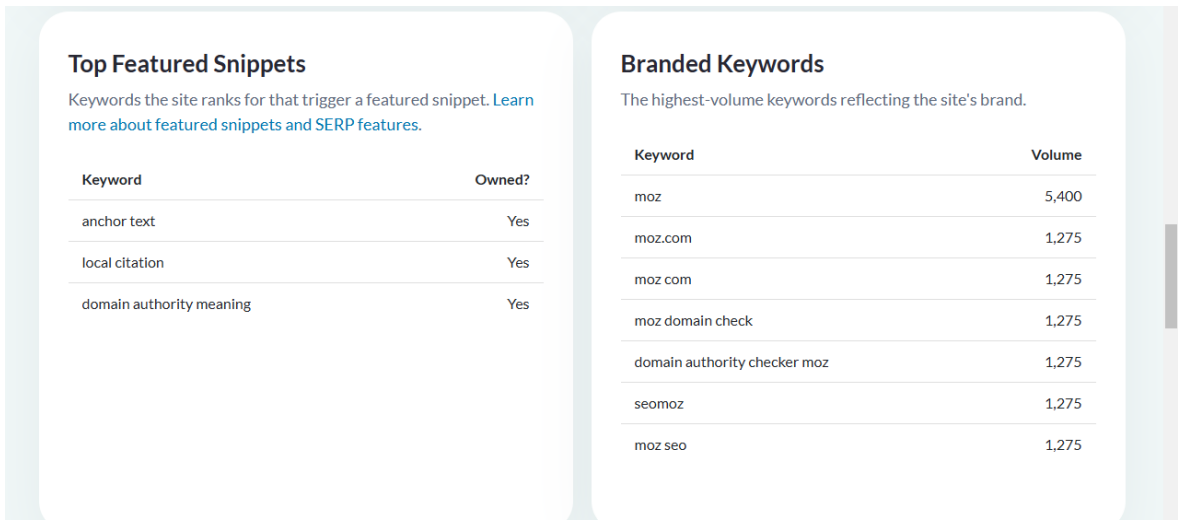 Top Featured Snippets
Keywords the site ranks for that trigger a featured snippet. Learn
more about featured snippets and SERP features.
Keyword Owned?
anchor text Yes
local citation Yes
domain authority meaning Yes
Branded Keywords
The highest-volume keywords reflecting the site's brand.
Keyword Volume
moz 5,400
moz.com 1,275
moz com 1,275
moz domain check 1,275
domain authority checker moz 1,275
seomoz 1,275
moz seo 1,275